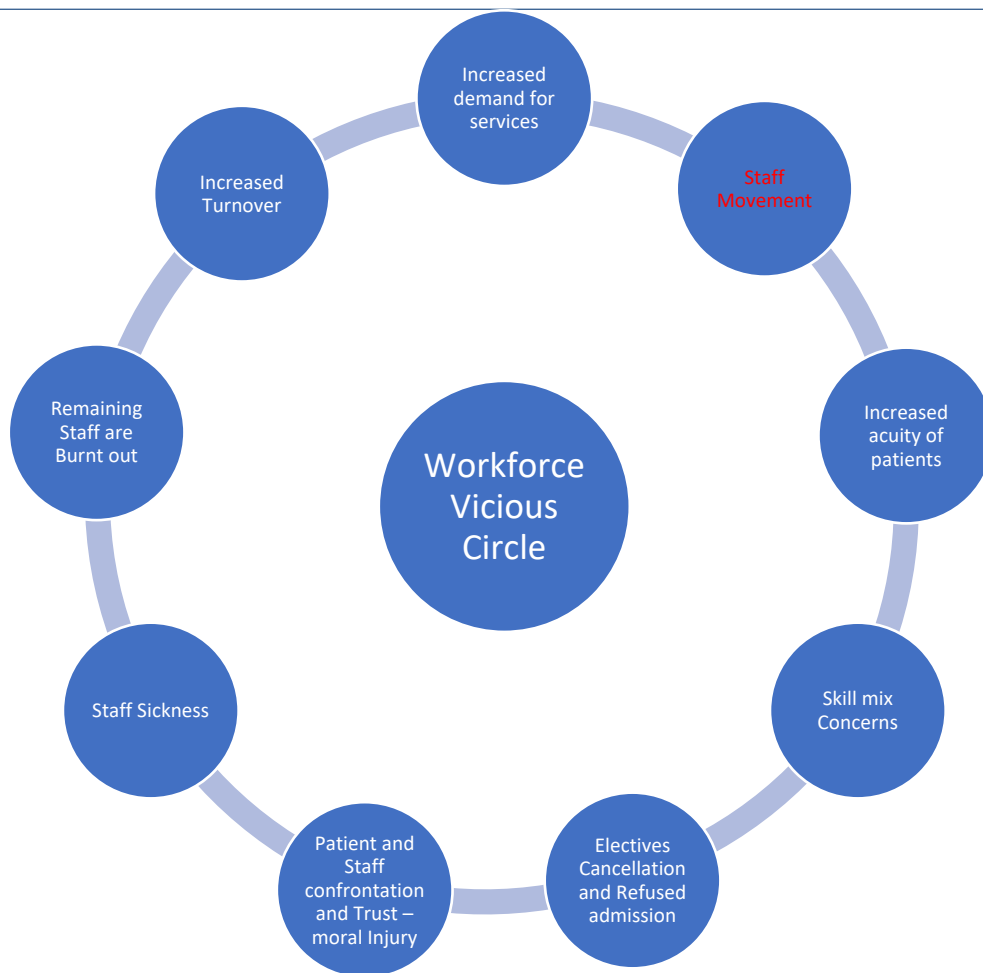 Increased
demand for
services
Staff
Movement
Increased
acuity of
patients
Skill mix
Concerns
Electives
Cancellation
and Refused
admission
Patient and
Staff
confrontation
and Trust –
moral Injury
Staff Sickness
Remaining
Staff are
Burnt out
Increased
Turnover
Workforce
Vicious
Circle